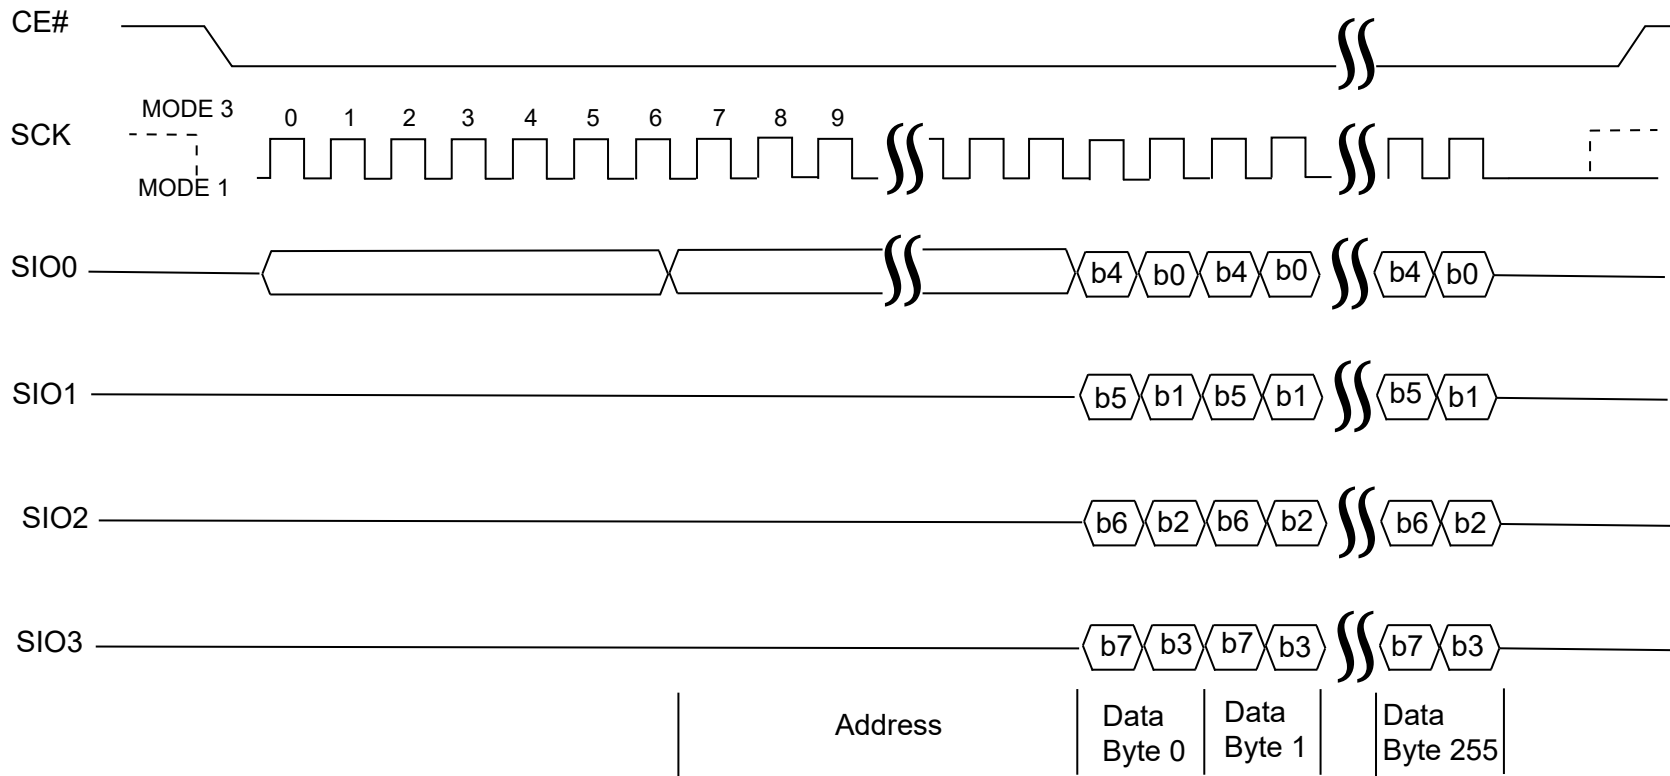 CE#
MODE 3
SCK
MODE 1
0 1 2 3 4 5 6 7 8 9
SIO0
b4 b0 b4 b0 b4 b0
SIO1
b5 b1 b5 b1 b5 b1
SIO2
b6 b2 b6 b2 b6 b2
SIO3
b7 b3 b7 b3 b7 b3
Address
Data
Byte 0
Data
Byte 1
Data
Byte 255